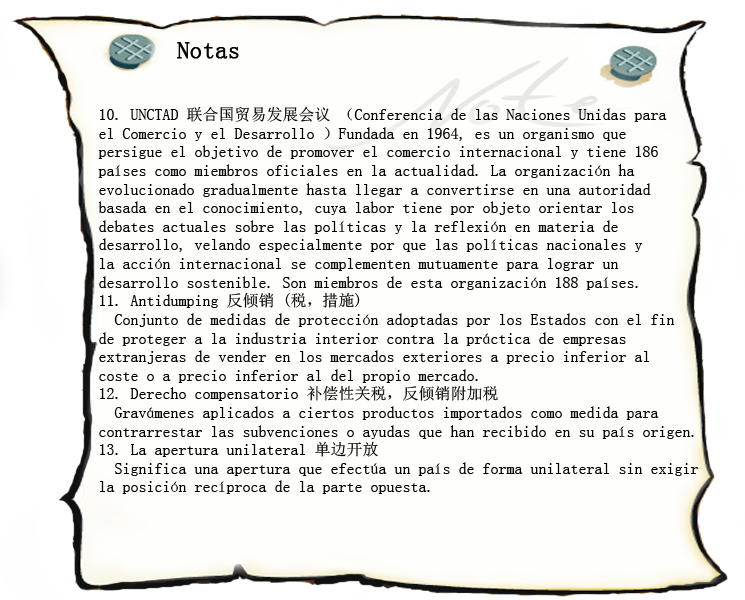 Notas
Note
10. UNCTAD 联合国贸易发展会议 （Conferencia de las Naciones Unidas para
el Comercio y el Desarrollo ）Fundada en 1964, es un organismo que
persigue el objetivo de promover el comercio internacional y tiene 186
países como miembros oficiales en la actualidad. La organización ha
evolucionado gradualmente hasta llegar a convertirse en una autoridad
basada en el conocimiento, cuya labor tiene por objeto orientar los
debates actuales sobre las políticas y la reflexión en materia de
desarrollo, velando especialmente por que las políticas nacionales y
la acción internacional se complementen mutuamente para lograr un
desarrollo sostenible. Son miembros de esta organización 188 países.
11. Antidumping 反倾销 (税，措施)
Conjunto de medidas de protección adoptadas por los Estados con el fin
de proteger a la industria interior contra la práctica de empresas
extranjeras de vender en los mercados exteriores a precio inferior al
coste o a precio inferior al del propio mercado.
12. Derecho compensatorio 补偿性关税，反倾销附加税
Gravámenes aplicados a ciertos productos importados como medida para
contrarrestar las subvenciones o ayudas que han recibido en su país origen.
13. La apertura unilateral 单边开放
Significa una apertura que efectúa un país de forma unilateral sin exigir
la posición recíproca de la parte opuesta.